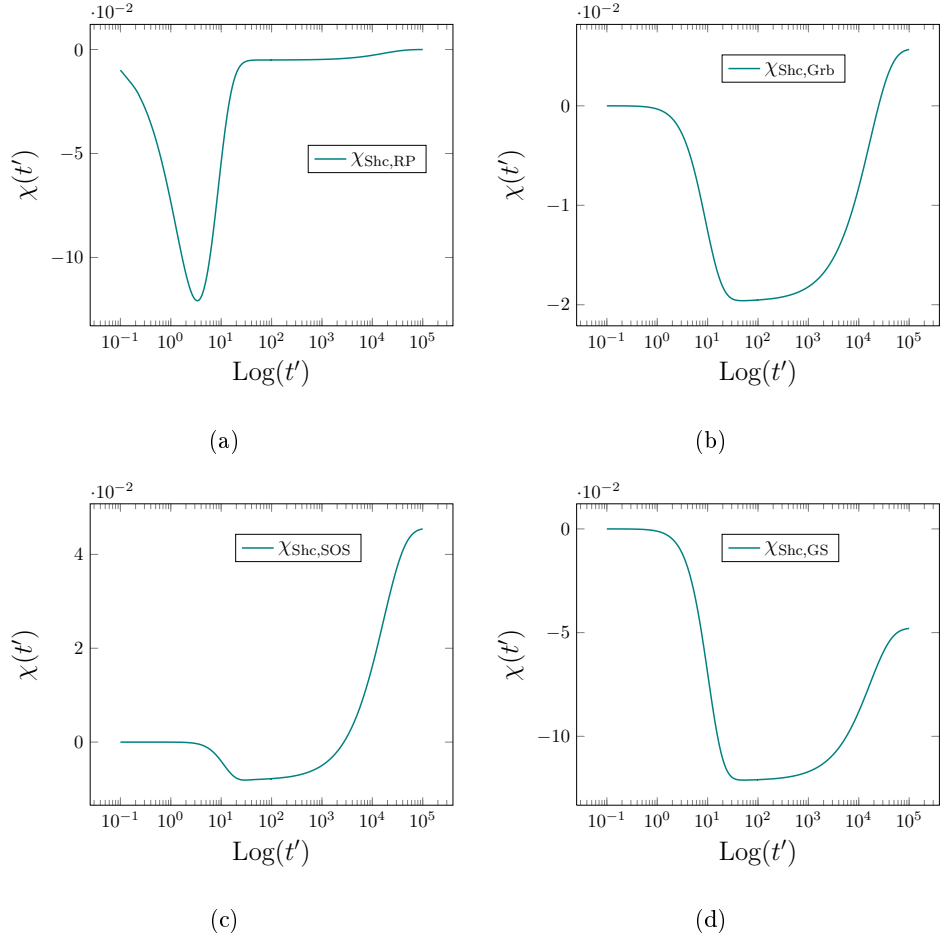 ·10⁻²
0
−5
−10
χ(t′)
χShc,RP
10⁻¹ 10⁰ 10¹ 10² 10³ 10⁴ 10⁵
Log(t′)
(a)
·10⁻²
0
−1
−2
χ(t′)
χShc,Grb
10⁻¹ 10⁰ 10¹ 10² 10³ 10⁴ 10⁵
Log(t′)
(b)
·10⁻²
4
2
0
χ(t′)
χShc,SOS
10⁻¹ 10⁰ 10¹ 10² 10³ 10⁴ 10⁵
Log(t′)
(c)
·10⁻²
0
−5
−10
χ(t′)
χShc,GS
10⁻¹ 10⁰ 10¹ 10² 10³ 10⁴ 10⁵
Log(t′)
(d)